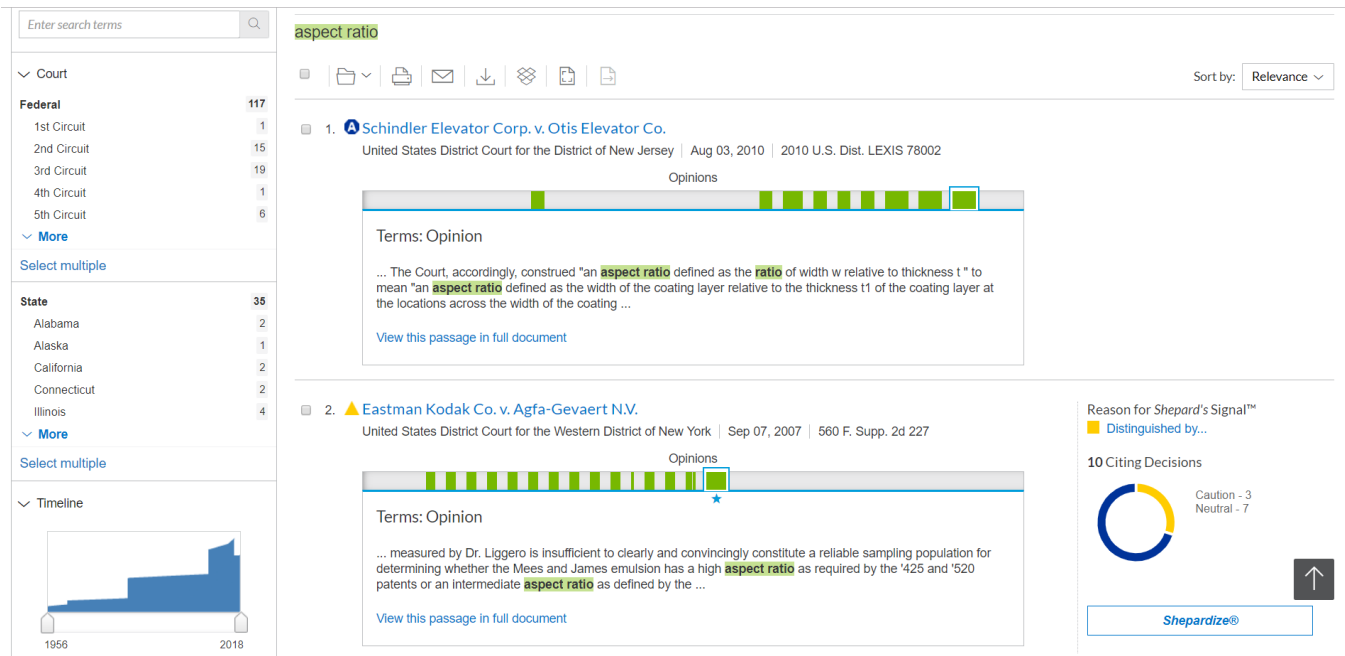 Enter search terms
Court
Federal 117
1st Circuit 1
2nd Circuit 15
3rd Circuit 19
4th Circuit 1
5th Circuit 6
More
Select multiple
State 35
Alabama 2
Alaska 1
California 2
Connecticut 2
Illinois 4
More
Select multiple
Timeline
1956 2018
aspect ratio
Sort by: Relevance
1. A Schindler Elevator Corp. v. Otis Elevator Co.
United States District Court for the District of New Jersey | Aug 03, 2010 | 2010 U.S. Dist. LEXIS 78002
Opinions
Terms: Opinion
... The Court, accordingly, construed "an aspect ratio defined as the ratio of width w relative to thickness t " to
mean "an aspect ratio defined as the width of the coating layer relative to the thickness t1 of the coating layer at
the locations across the width of the coating ...
View this passage in full document
2. Eastman Kodak Co. v. Agfa-Gevaert N.V.
United States District Court for the Western District of New York | Sep 07, 2007 | 560 F. Supp. 2d 227
Opinions
Terms: Opinion
... measured by Dr. Liggero is insufficient to clearly and convincingly constitute a reliable sampling population for
determining whether the Mees and James emulsion has a high aspect ratio as required by the '425 and '520
patents or an intermediate aspect ratio as defined by the ...
View this passage in full document
Reason for Shepard's Signal™
Distinguished by...
10 Citing Decisions
Caution - 3
Neutral - 7
Shepardize®